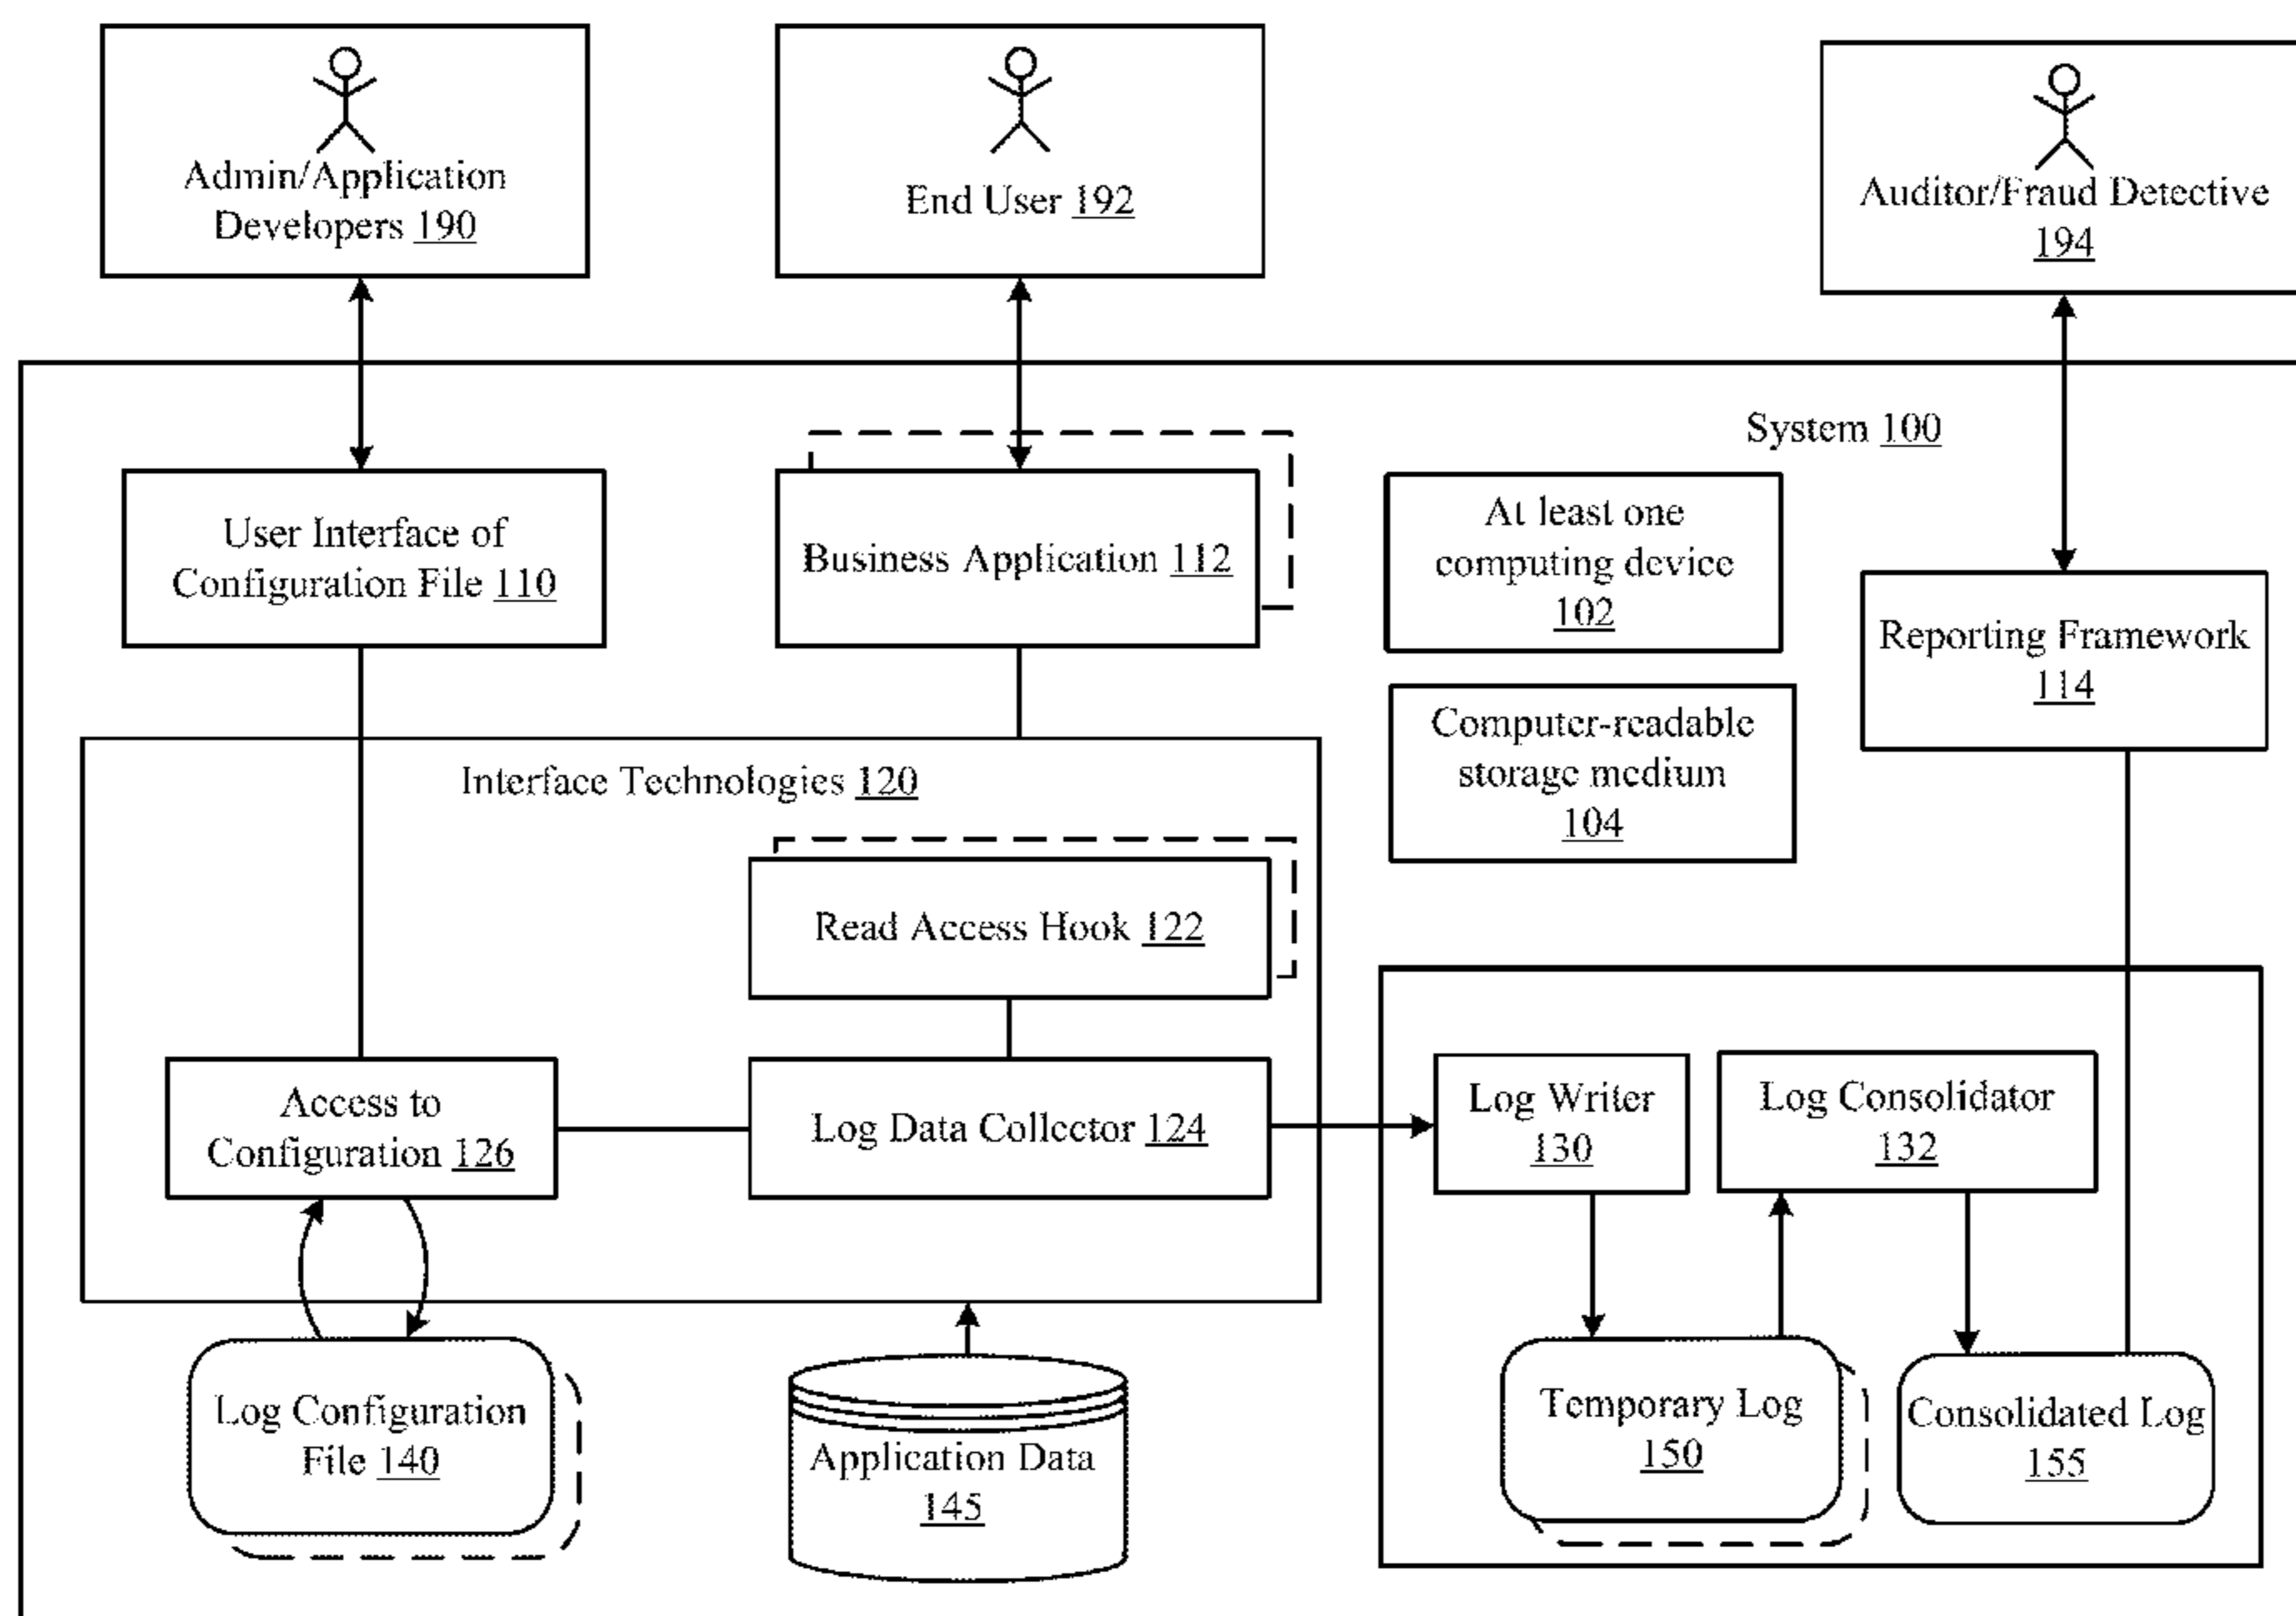 Admin/Application
Developers 190
End User 192
Auditor/Fraud Detective
194
System 100
User Interface of
Configuration File 110
Business Application 112
At least one
computing device
102
Reporting Framework
114
Computer-readable
storage medium
104
Interface Technologies 120
Read Access Hook 122
Access to
Configuration 126
Log Data Collector 124
Log Writer
130
Log Consolidator
132
Log Configuration
File 140
Application Data
145
Temporary Log
150
Consolidated Log
155